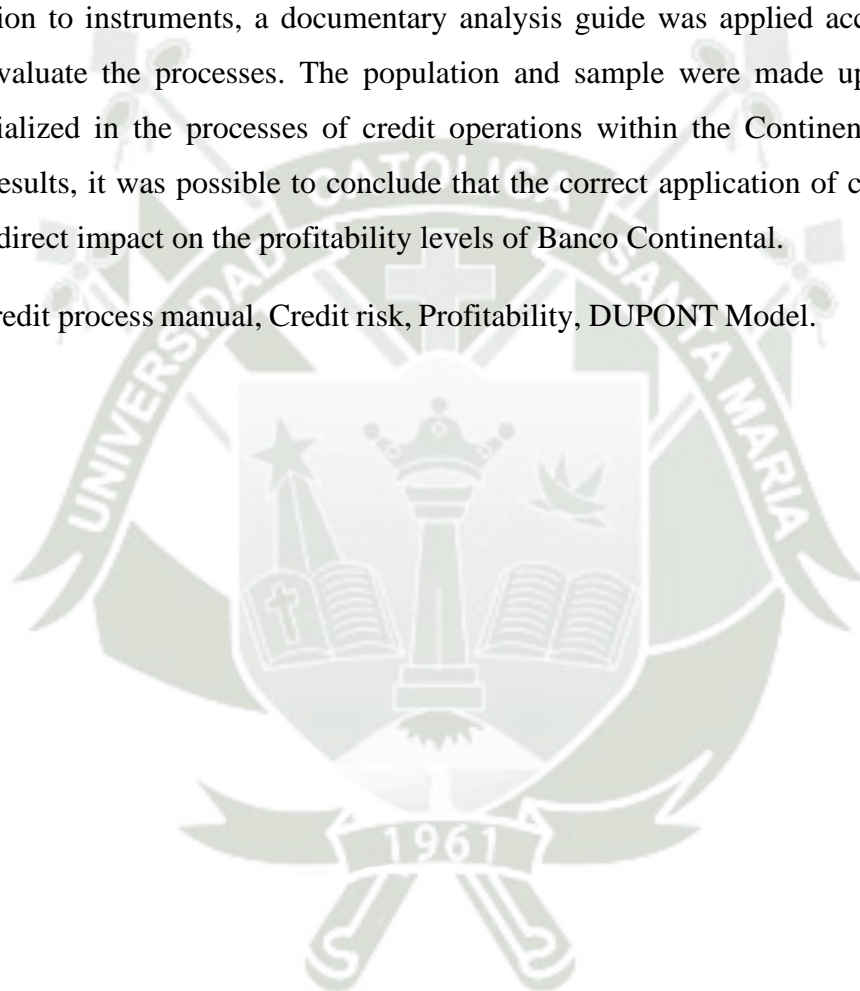 ion to instruments, a documentary analysis guide was applied acc
valuate the processes. The population and sample were made up
ialized in the processes of credit operations within the Continen
esults, it was possible to conclude that the correct application of c
direct impact on the profitability levels of Banco Continental.
redit process manual, Credit risk, Profitability, DUPONT Model.
UNIVERSIDAD CATOLICA SANTA MARIA
1961